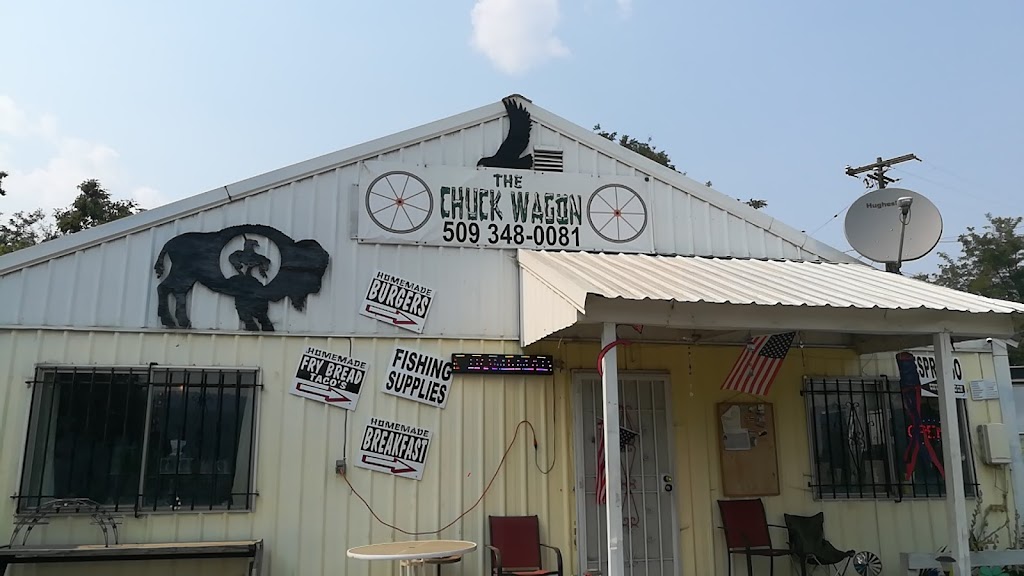 THE
CHUCK WAGON
509 348-0081
HOMEMADE
BURGERS
HOMEMADE
FRY BREAD
TACO'S
FISHING
SUPPLIES
HOMEMADE
BREAKFAST
Hughes